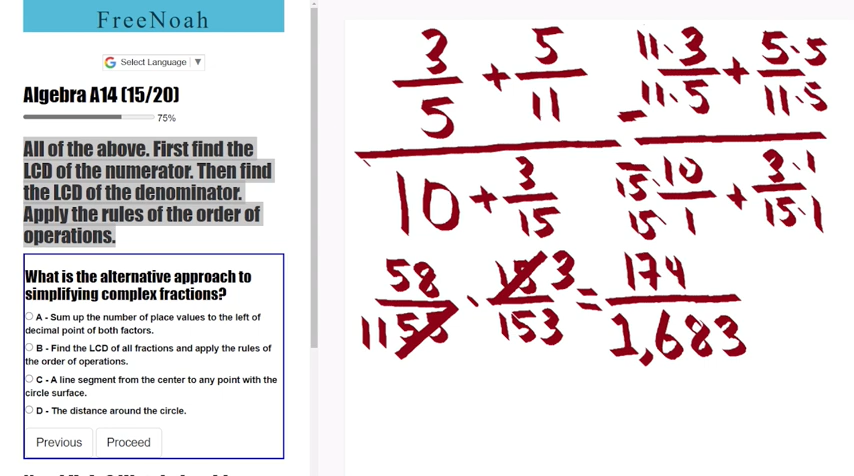 FreeNoah
Select Language ▼
Algebra A14 (15/20)
75%
All of the above. First find the
LCD of the numerator. Then find
the LCD of the denominator.
Apply the rules of the order of
operations.
What is the alternative approach to
simplifying complex fractions?
A - Sum up the number of place values to the left of
decimal point of both factors.
B - Find the LCD of all fractions and apply the rules of
the order of operations.
C - A line segment from the center to any point with the
circle surface.
D - The distance around the circle.
Previous Proceed
3 5 11·3 5·5
5 + 11 = 11·5 + 11·5
10 + 3 15·10 3·1
15 15·1 + 15·1
58 · 3 = 174
11 153 1,683